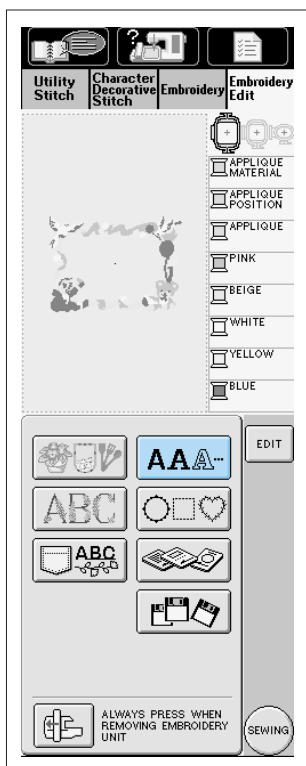 ?
Utility
Stitch
Character
Decorative
Stitch
Embroidery
Embroidery
Edit
APPLIQUE
MATERIAL
APPLIQUE
POSITION
APPLIQUE
PINK
BEIGE
WHITE
YELLOW
BLUE
EDIT
AAA
ABC
ABC
ALWAYS PRESS WHEN
REMOVING EMBROIDERY
UNIT
SEWING